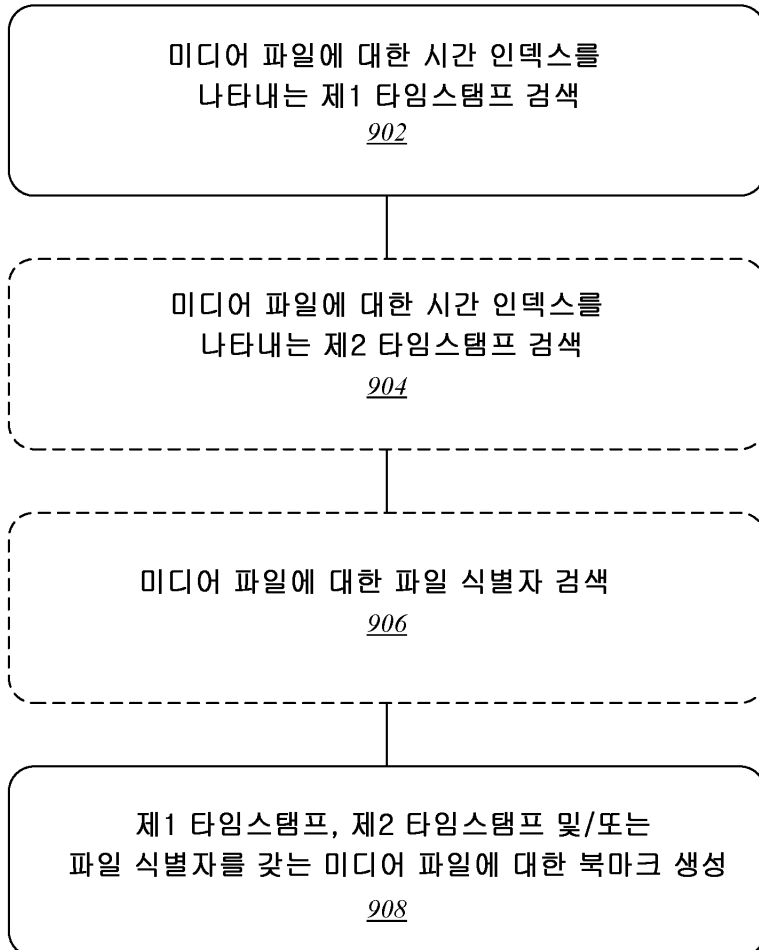 미디어 파일에 대한 시간 인덱스를
나타내는 제1 타임스탬프 검색
902
미디어 파일에 대한 시간 인덱스를
나타내는 제2 타임스탬프 검색
904
미디어 파일에 대한 파일 식별자 검색
906
제1 타임스탬프, 제2 타임스탬프 및/또는
파일 식별자를 갖는 미디어 파일에 대한 북마크 생성
908